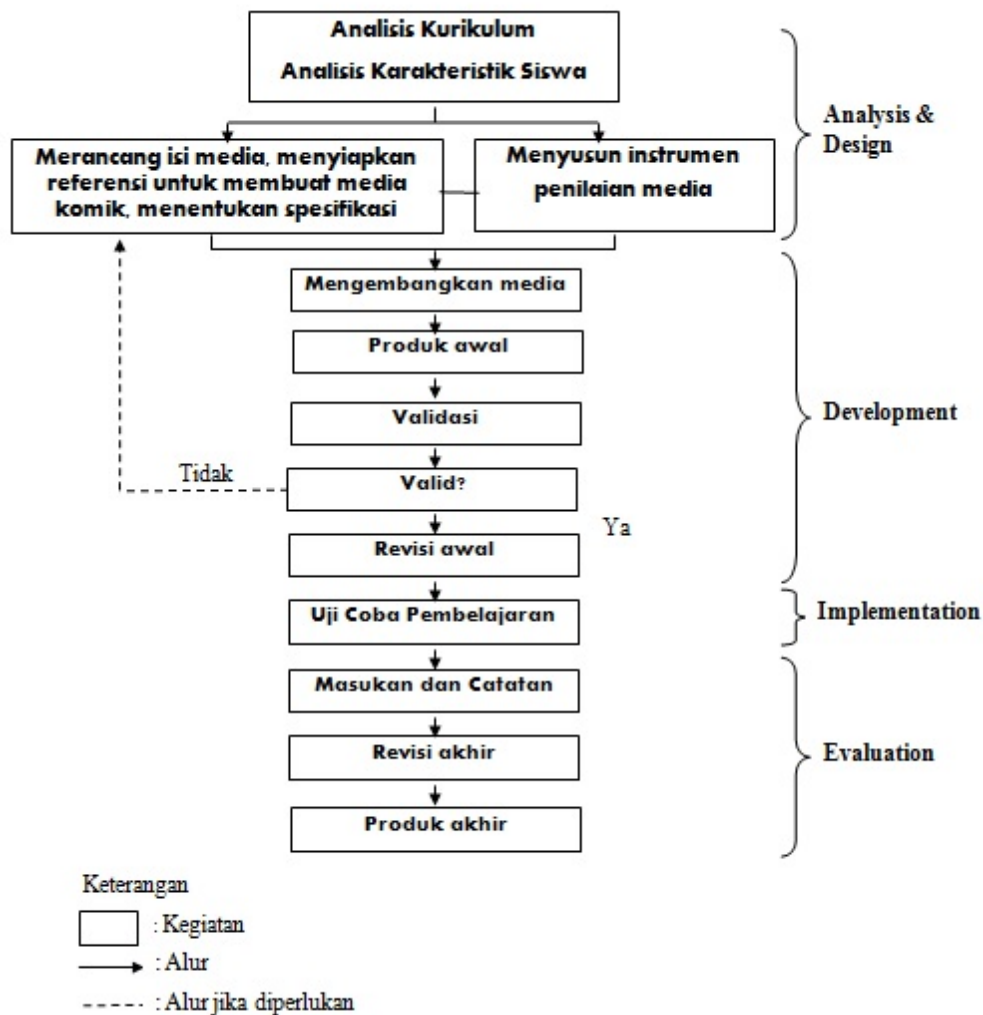 Analisis Kurikulum
Analisis Karakteristik Siswa
Analysis &
Design
Merancang isi media, menyiapkan
referensi untuk membuat media
komik, menentukan spesifikasi
Menyusun instrumen
penilaian media
Mengembangkan media
Produk awal
Validasi
Development
Tidak
Valid?
Ya
Revisi awal
Uji Coba Pembelajaran
Implementation
Masukan dan Catatan
Revisi akhir
Evaluation
Produk akhir
Keterangan
: Kegiatan
: Alur
: Alur jika diperlukan